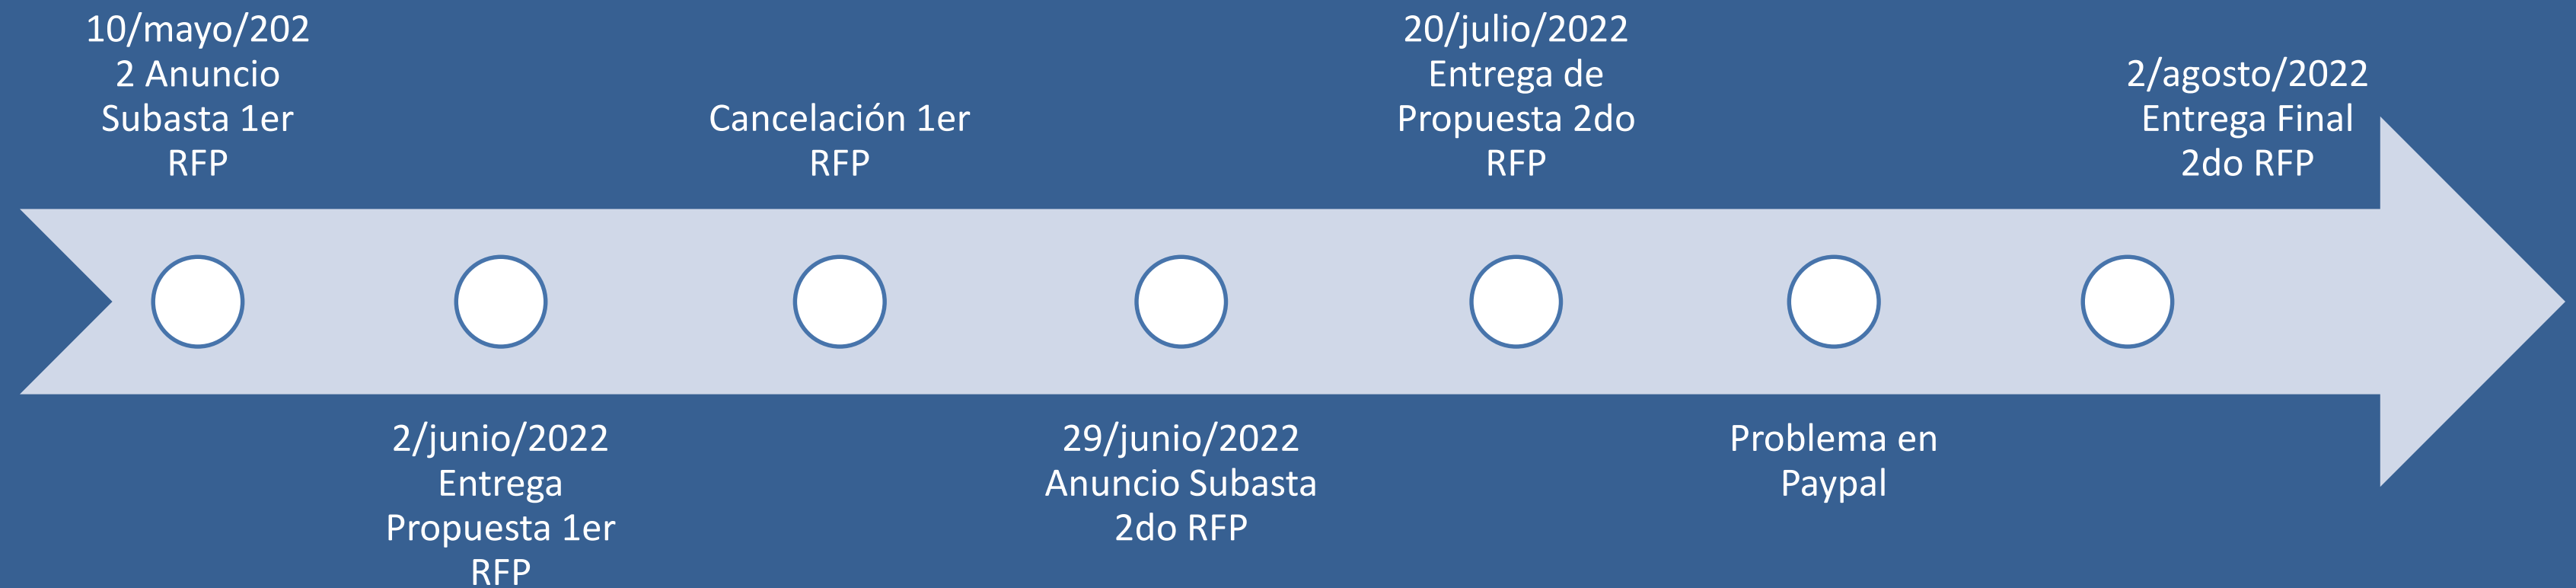 10/mayo/202
2 Anuncio
Subasta 1er
RFP
2/junio/2022
Entrega
Propuesta 1er
RFP
Cancelación 1er
RFP
29/junio/2022
Anuncio Subasta
2do RFP
20/julio/2022
Entrega de
Propuesta 2do
RFP
Problema en
Paypal
2/agosto/2022
Entrega Final
2do RFP